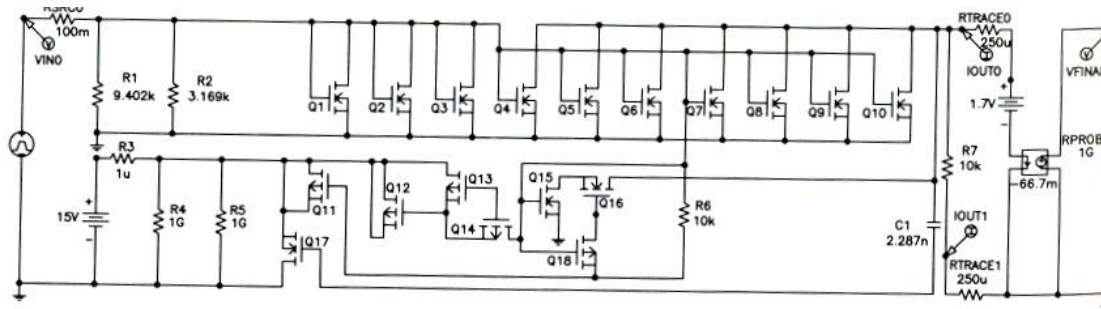 100m
VIN0
R1
9.402k
R2
3.169k
Q1
Q2
Q3
Q4
Q5
Q6
Q7
Q8
Q9
Q10
RTRACE0
250u
IOUT0
1.7V
VFINAL
RPROB
1G
-66.7m
R7
10k
R3
1u
15V
R4
1G
R5
1G
Q11
Q12
Q13
Q14
Q15
Q16
Q17
Q18
R6
10k
C1
2.287n
IOUT1
RTRACE1
250u